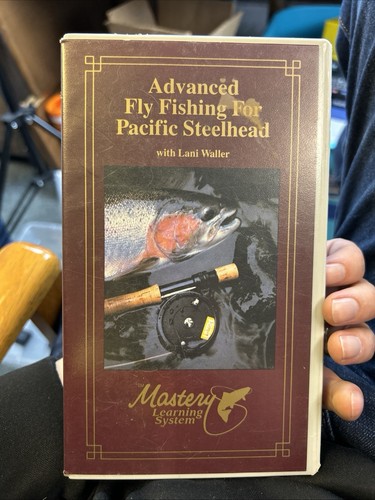 Advanced
Fly Fishing For
Pacific Steelhead
with Lani Waller
Mastery
Learning
System